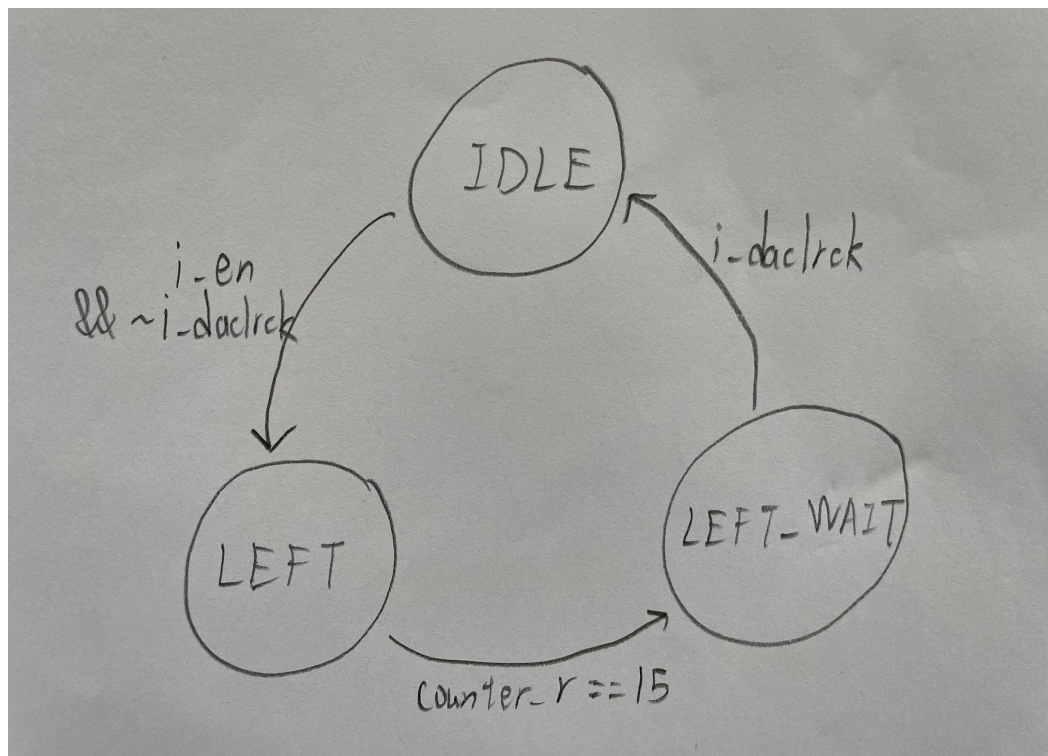 IDLE
i_en
&& ~i_daclrck
i_daclrck
LEFT
LEFT_WAIT
counter_r == 15